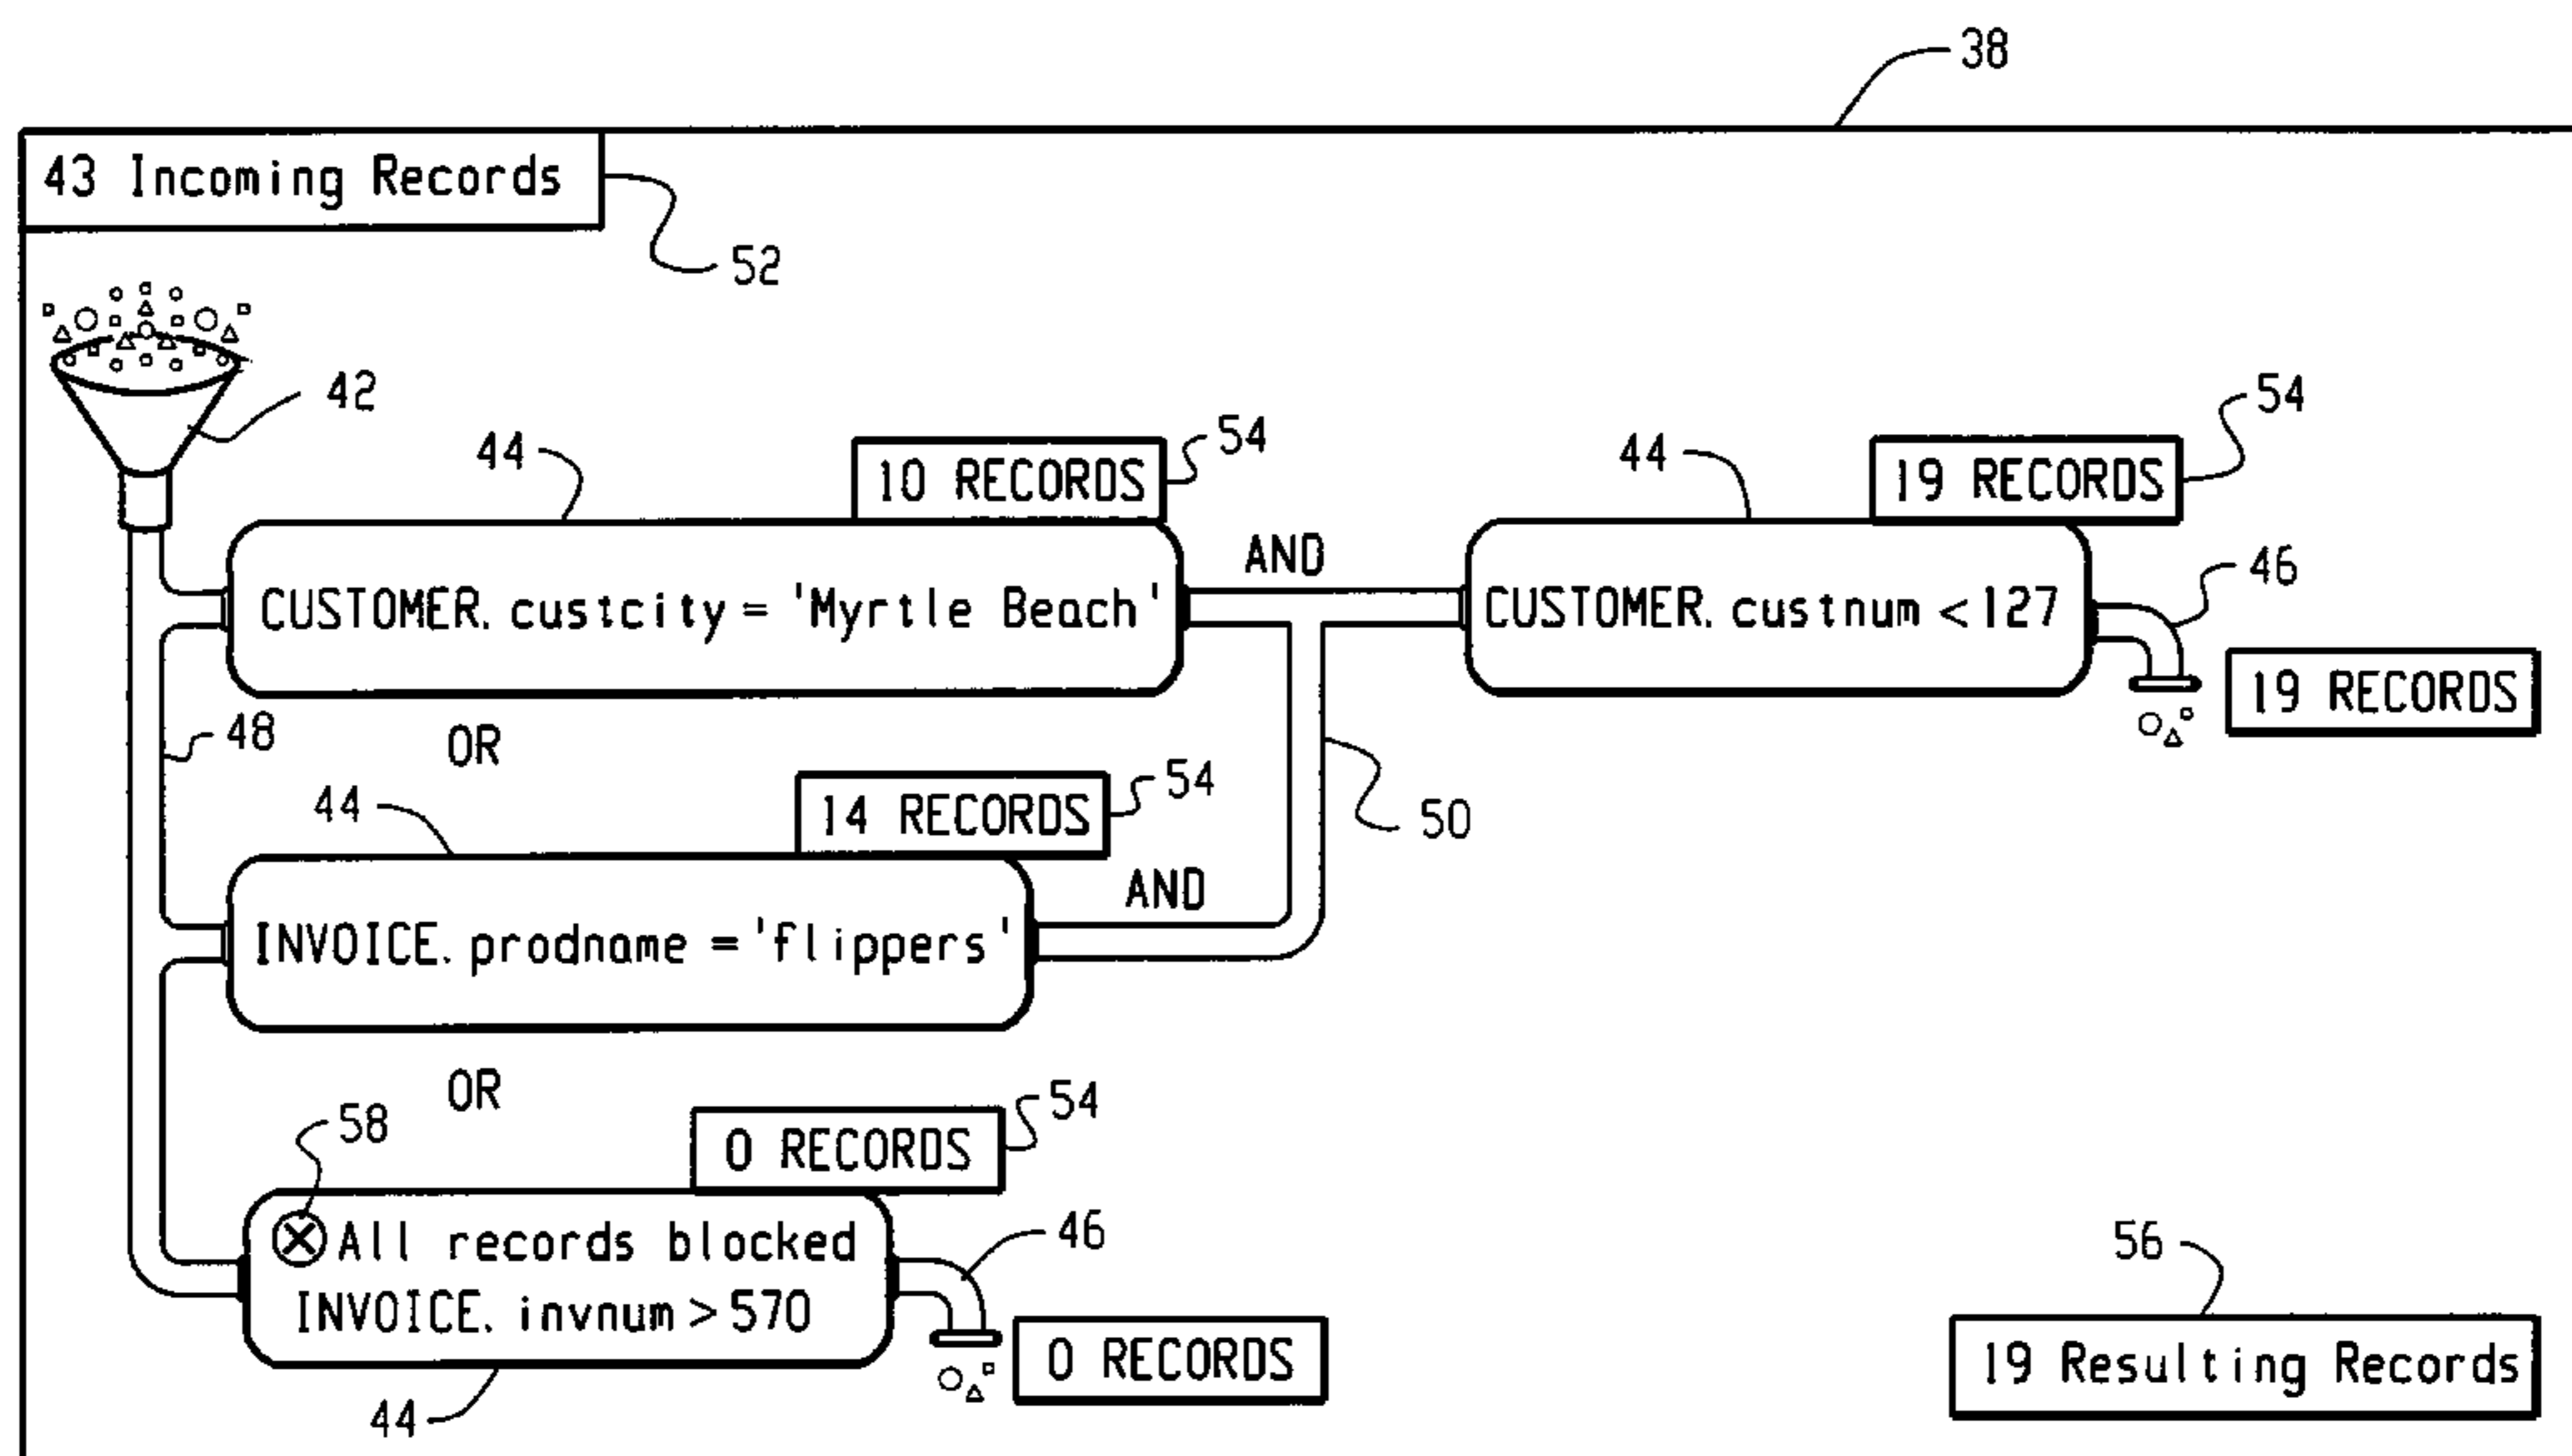 38
43 Incoming Records
52
42
44
10 RECORDS
54
44
19 RECORDS
54
CUSTOMER. custcity = 'Myrtle Beach'
AND
CUSTOMER. custnum < 127
46
19 RECORDS
48
OR
44
14 RECORDS
54
50
INVOICE. prodname = 'flippers'
AND
OR
58
0 RECORDS
54
All records blocked
INVOICE. invnum > 570
46
0 RECORDS
44
56
19 Resulting Records